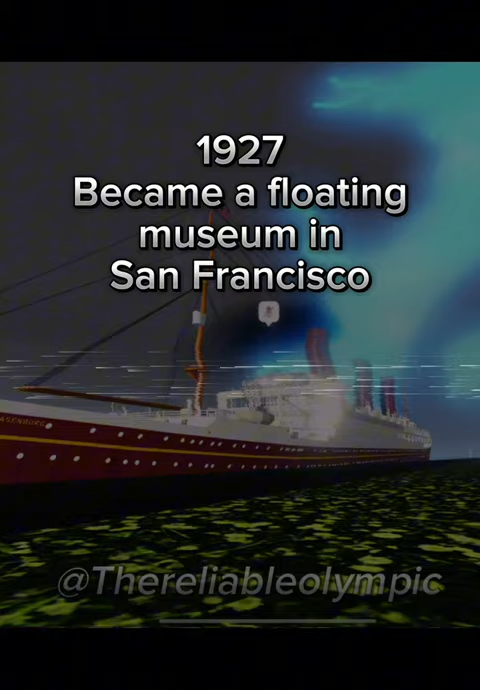 1927
Became a floating
museum in
San Francisco
@Thereliableolympic